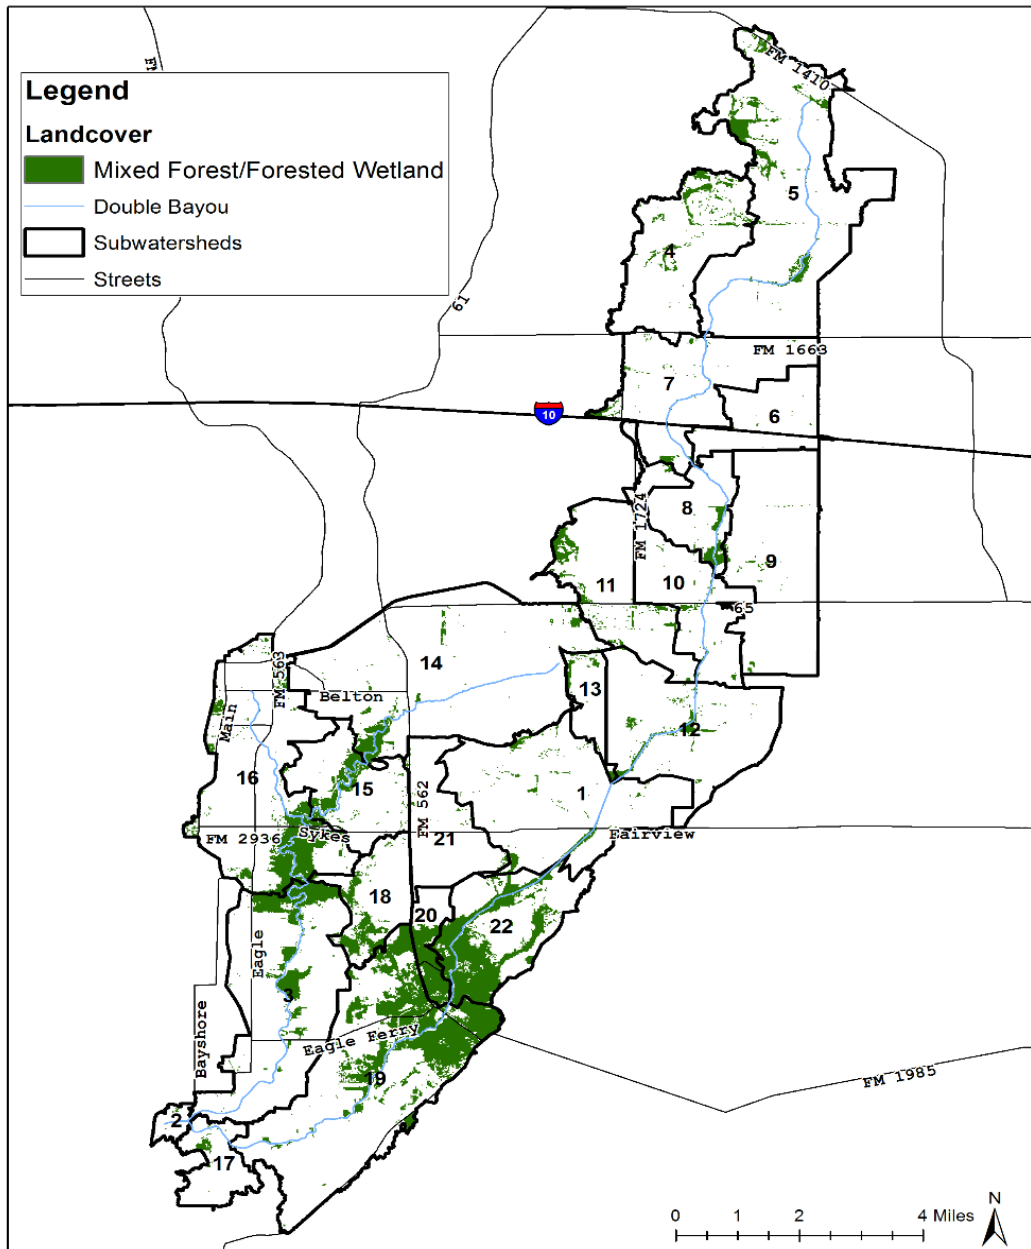 Legend
Landcover
Mixed Forest/Forested Wetland
Double Bayou
Subwatersheds
Streets
FM 1410
5
4
61
FM 1663
7
10
6
8
FM 1724
9
11
10
65
14
13
FM 563
Belton
Main
12
16
15
1
FM 562
FM 2936
Sykes
21
Fairview
18
20
22
Eagle
3
Bayshore
Eagle Ferry
19
FM 1985
2
17
N
0 1 2 4 Miles